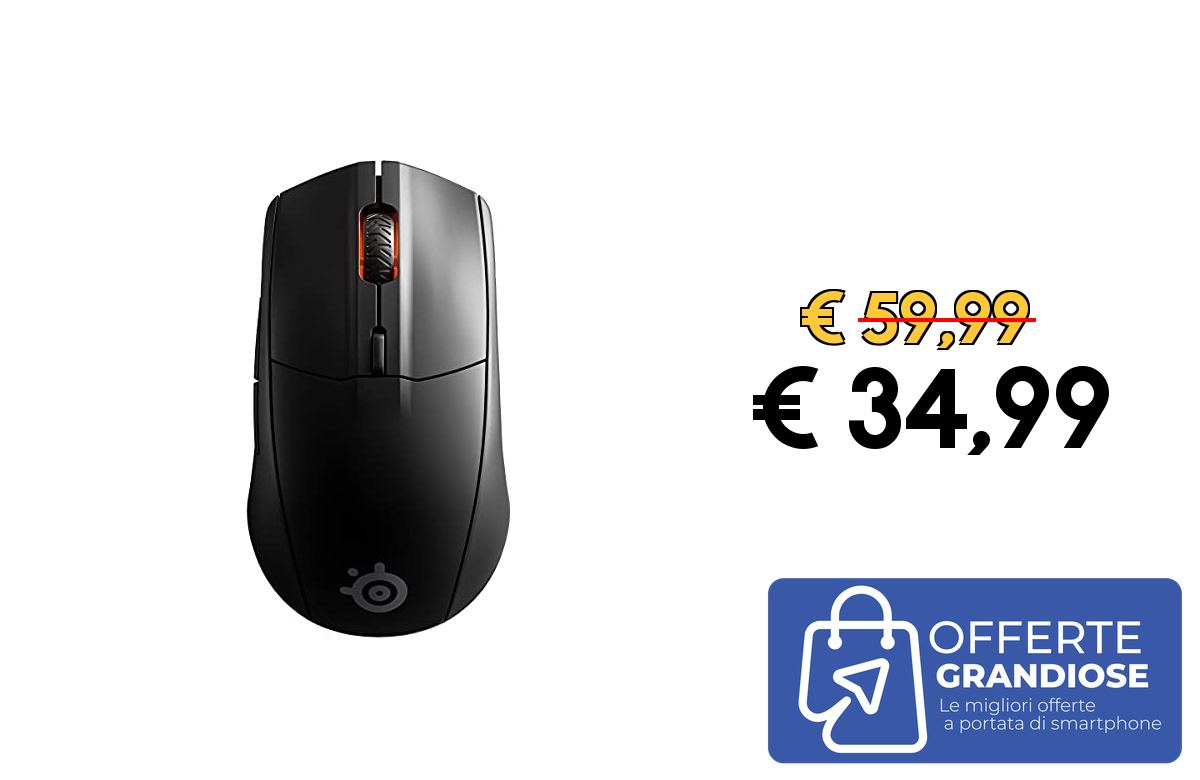 € 59,99
€ 34,99
OFFERTE
GRANDIOSE
Le migliori offerte
a portata di smartphone